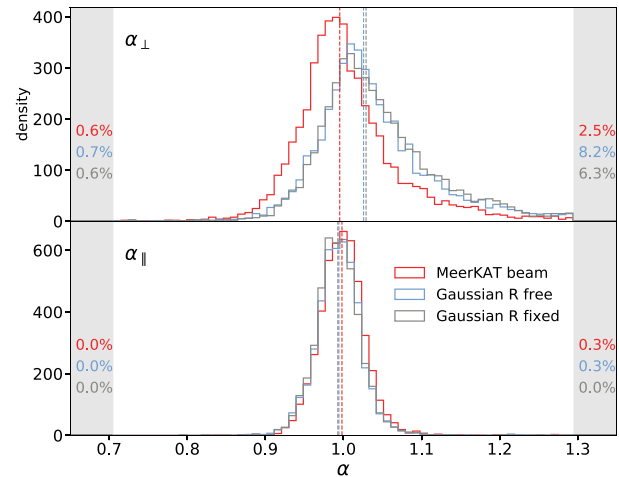 400
α⊥
300
density
200
0.6%
2.5%
0.7%
8.2%
100
0.6%
6.3%
0
α∥
600
MeerKAT beam
400
Gaussian R free
Gaussian R fixed
0.0%
0.3%
200
0.0%
0.3%
0.0%
0.0%
0
0.7 0.8 0.9 1.0 1.1 1.2 1.3
α